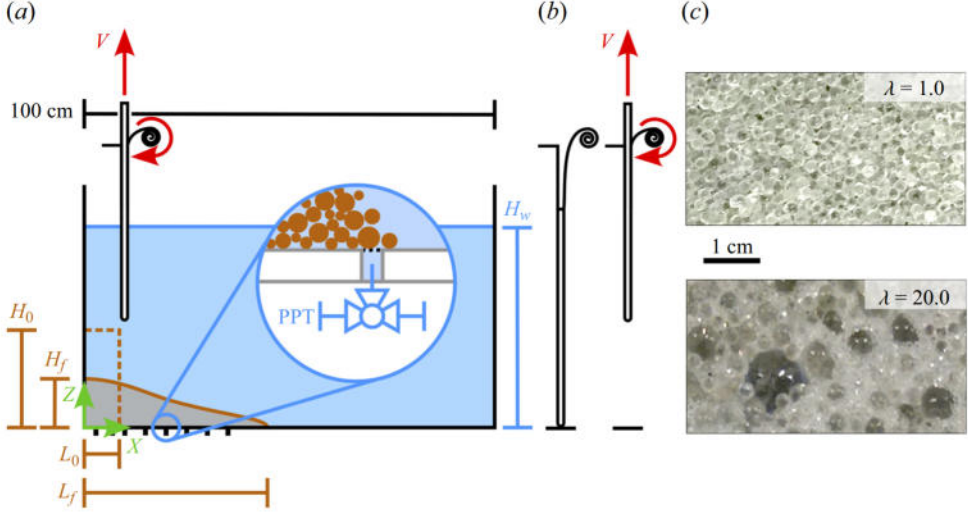 (a)
(b)
(c)
V
V
100 cm
λ = 1.0
H_w
1 cm
PPT
λ = 20.0
H_0
H_f
Z
X
L_0
L_f